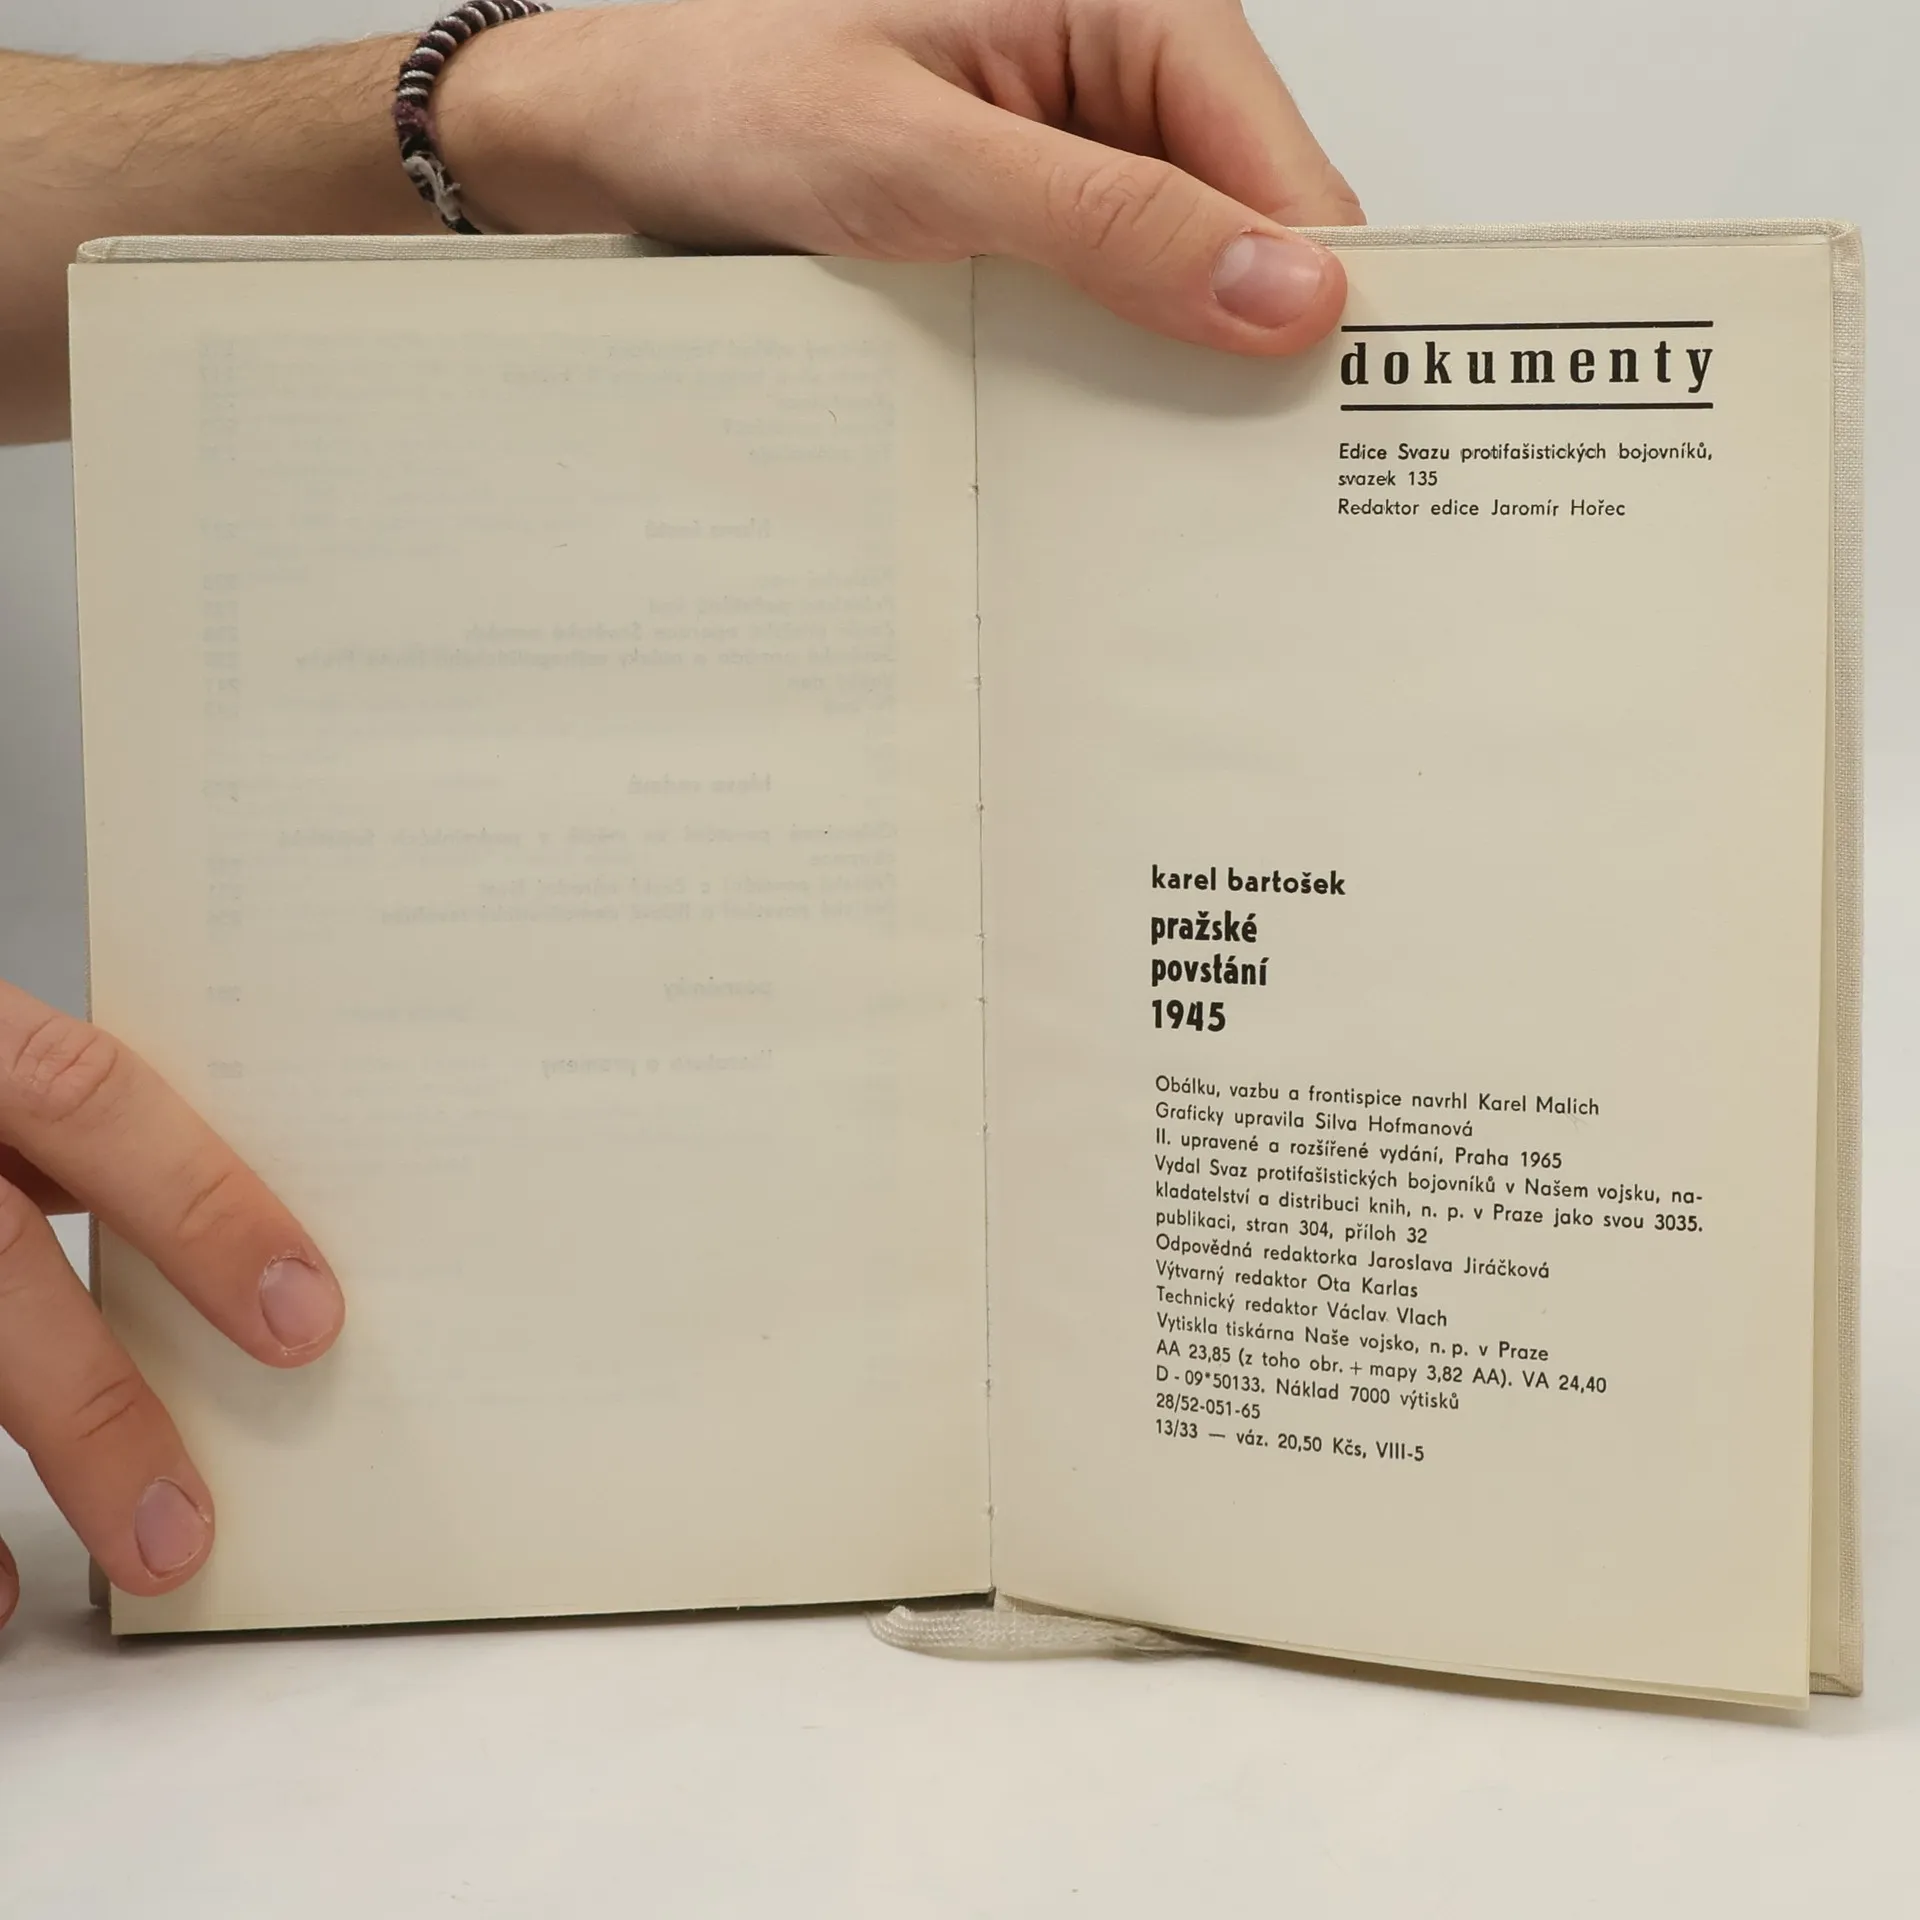 dokumenty
Edice Svazu protifašistických bojovníků,
svazek 135
Redaktor edice Jaromír Hořec
karel bartošek
pražské
povstání
1945
Obálku, vazbu a frontispice navrhl Karel Malich
Graficky upravila Silva Hofmanová
II. upravené a rozšířené vydání, Praha 1965
Vydal Svaz protifašistických bojovníků v Našem vojsku, na-
kladatelství a distribuci knih, n. p. v Praze jako svou 3035.
publikaci, stran 304, příloh 32
Odpovědná redaktorka Jaroslava Jiráčková
Výtvarný redaktor Ota Karlas
Technický redaktor Václav Vlach
Vytiskla tiskárna Naše vojsko, n. p. v Praze
AA 23,85 (z toho obr. + mapy 3,82 AA). VA 24,40
D - 09*50133. Náklad 7000 výtisků
28/52-051-65
13/33 — váz. 20,50 Kčs, VIII-5